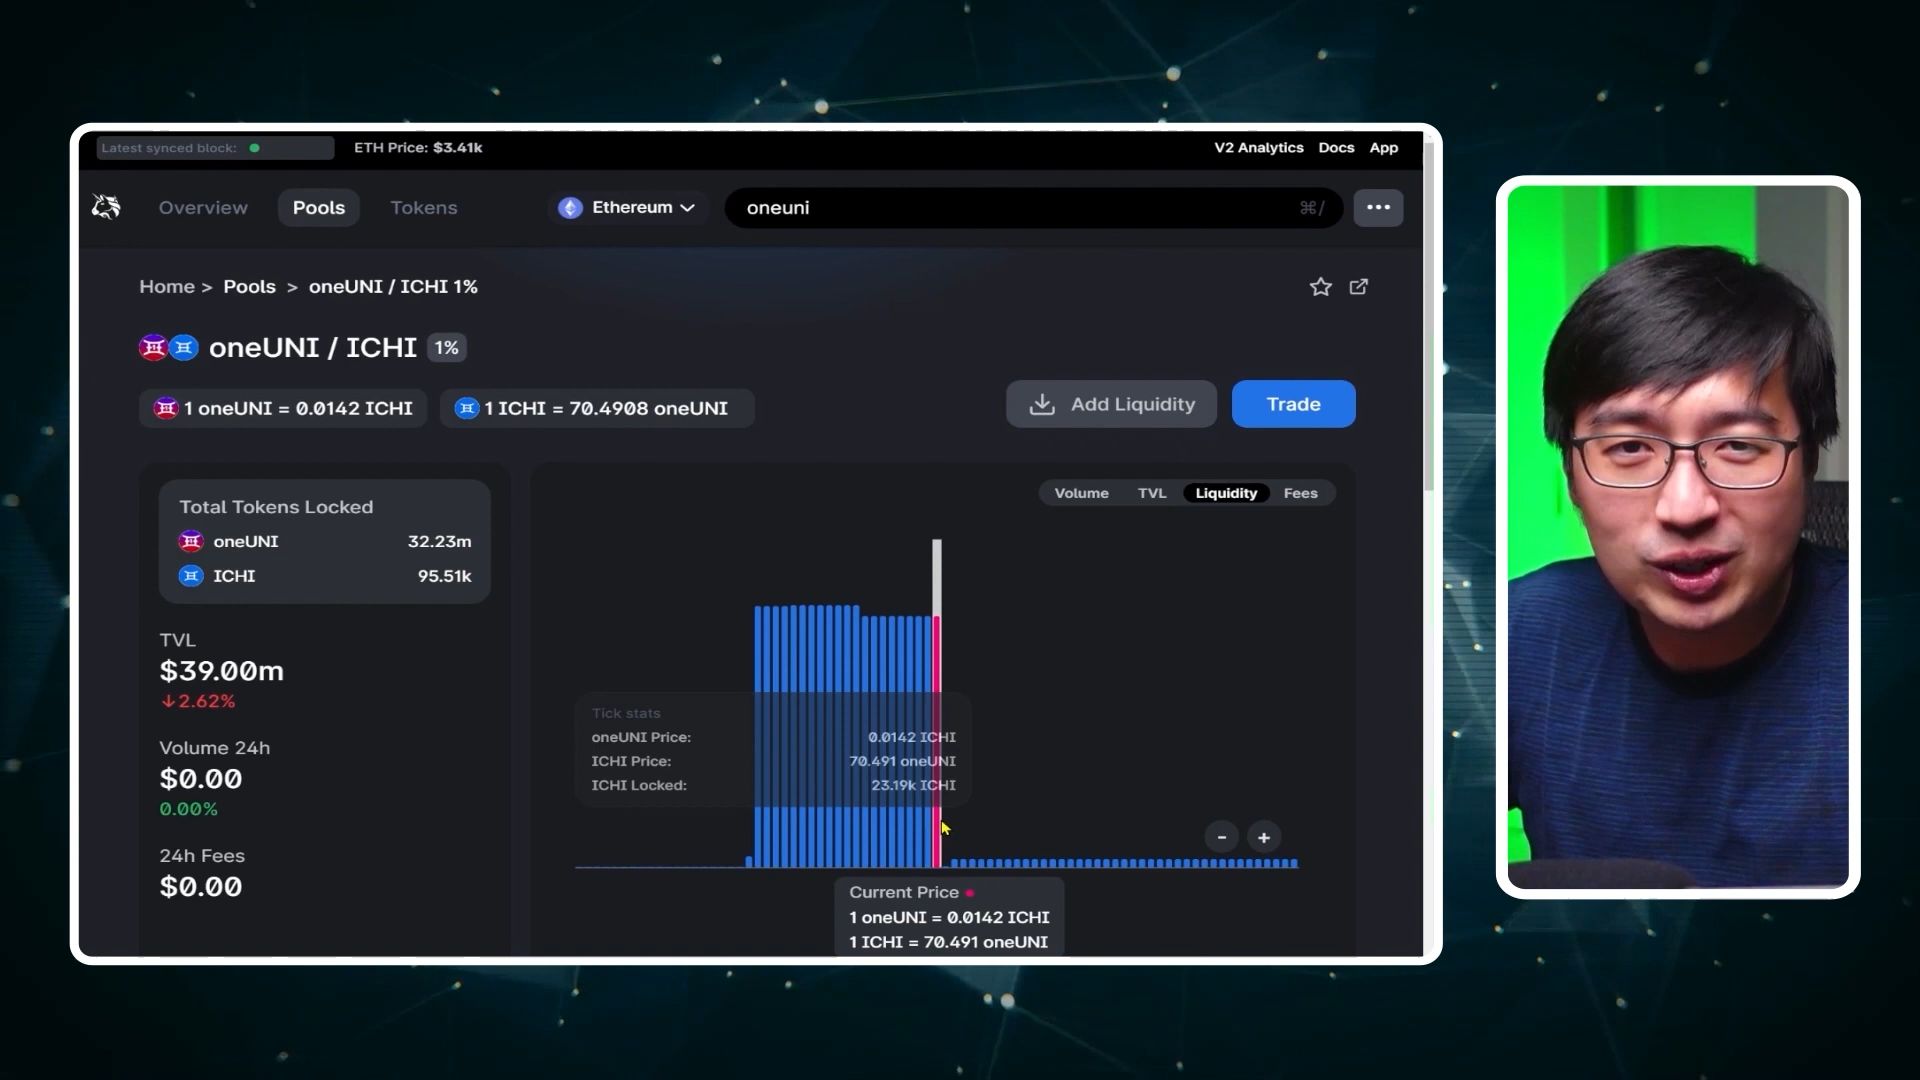 Latest synced block:
ETH Price: $3.41k
V2 Analytics Docs App
Overview Pools Tokens
Ethereum
oneuni
⌘/
Home > Pools > oneUNI / ICHI 1%
oneUNI / ICHI 1%
1 oneUNI = 0.0142 ICHI
1 ICHI = 70.4908 oneUNI
Add Liquidity
Trade
Total Tokens Locked
oneUNI 32.23m
ICHI 95.51k
TVL
$39.00m
↓2.62%
Volume 24h
$0.00
0.00%
24h Fees
$0.00
Volume TVL Liquidity Fees
Tick stats
oneUNI Price: 0.0142 ICHI
ICHI Price: 70.491 oneUNI
ICHI Locked: 23.19k ICHI
- +
Current Price
1 oneUNI = 0.0142 ICHI
1 ICHI = 70.491 oneUNI